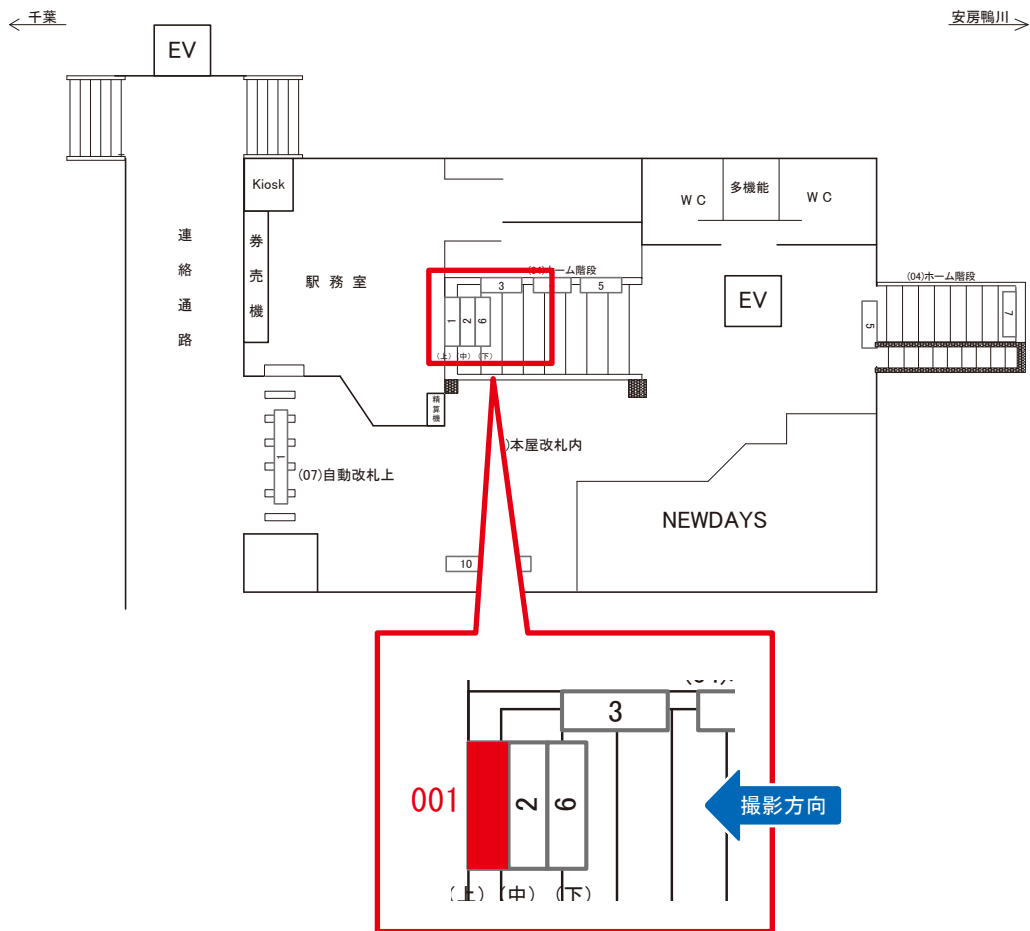 千葉
安房鴨川
EV
Kiosk
連絡通路
券売機
駅務室
WC
多機能
WC
(04)ホーム階段
3
5
1
2
6
(上)
(中)
(下)
EV
(04)ホーム階段
5
7
精算機
)本屋改札内
1
(07)自動改札上
NEWDAYS
10
3
001
2
6
撮影方向
(上)
(中)
(下)